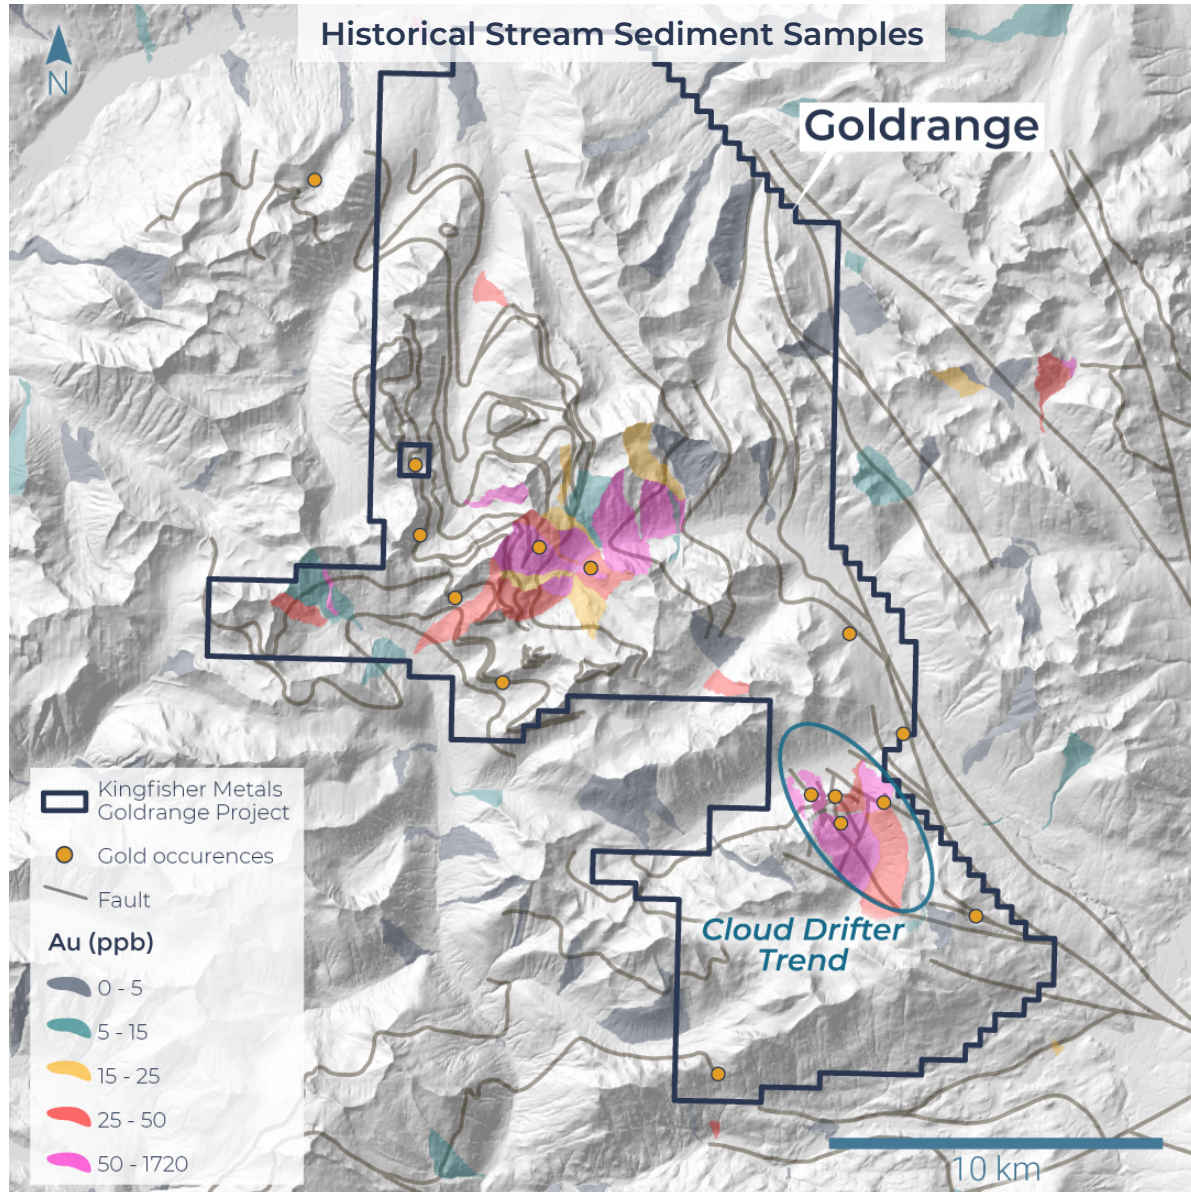 Historical Stream Sediment Samples
N
Goldrange
Kingfisher Metals
Goldrange Project
Gold occurences
Fault
Au (ppb)
0 - 5
5 - 15
15 - 25
25 - 50
50 - 1720
Cloud Drifter
Trend
10 km